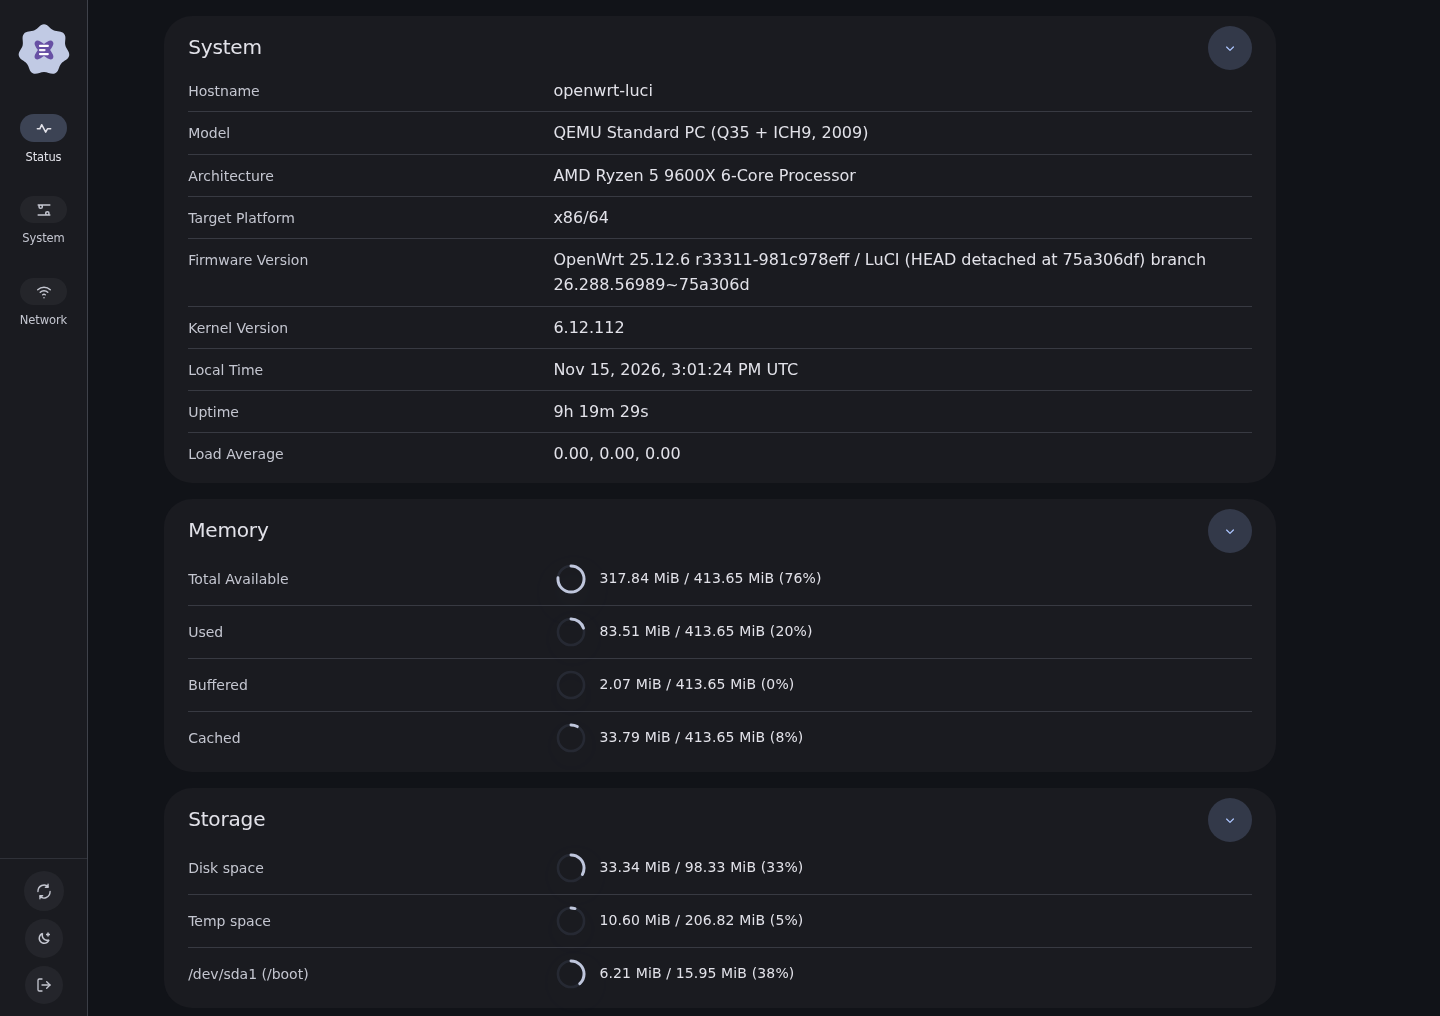 Status
System
Network
System
Hostname openwrt-luci
Model QEMU Standard PC (Q35 + ICH9, 2009)
Architecture AMD Ryzen 5 9600X 6-Core Processor
Target Platform x86/64
Firmware Version OpenWrt 25.12.6 r33311-981c978eff / LuCI (HEAD detached at 75a306df) branch
26.288.56989~75a306d
Kernel Version 6.12.112
Local Time Nov 15, 2026, 3:01:24 PM UTC
Uptime 9h 19m 29s
Load Average 0.00, 0.00, 0.00
Memory
Total Available 317.84 MiB / 413.65 MiB (76%)
Used 83.51 MiB / 413.65 MiB (20%)
Buffered 2.07 MiB / 413.65 MiB (0%)
Cached 33.79 MiB / 413.65 MiB (8%)
Storage
Disk space 33.34 MiB / 98.33 MiB (33%)
Temp space 10.60 MiB / 206.82 MiB (5%)
/dev/sda1 (/boot) 6.21 MiB / 15.95 MiB (38%)